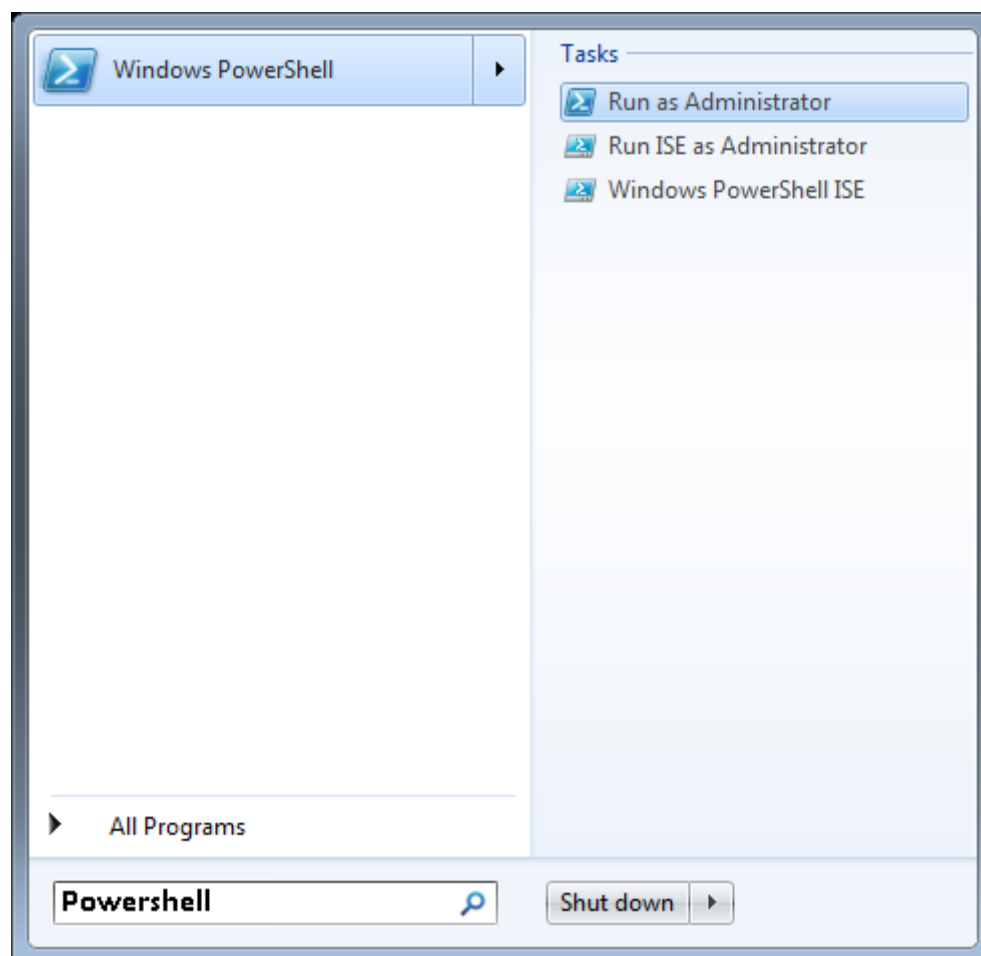 Windows PowerShell
Tasks
Run as Administrator
Run ISE as Administrator
Windows PowerShell ISE
All Programs
Powershell
Shut down